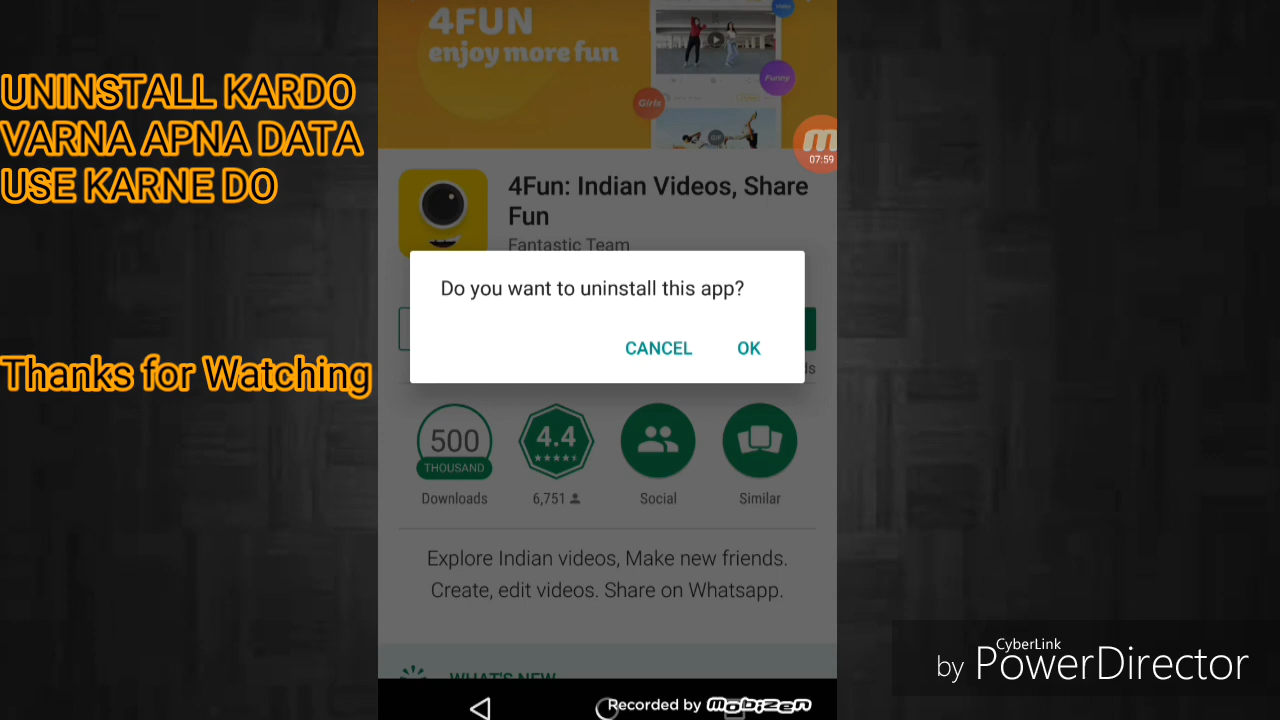 UNINSTALL KARDO
VARNA APNA DATA
USE KARNE DO
Thanks for Watching
4FUN
enjoy more fun
Funny
Girls
07:59
4Fun: Indian Videos, Share
Fun
Fantastic Team
Do you want to uninstall this app?
CANCEL OK
500
THOUSAND
4.4
Downloads
6,751
Social
Similar
Explore Indian videos, Make new friends.
Create, edit videos. Share on Whatsapp.
WHAT'S NEW
Recorded by Mobizen
CyberLink
by PowerDirector